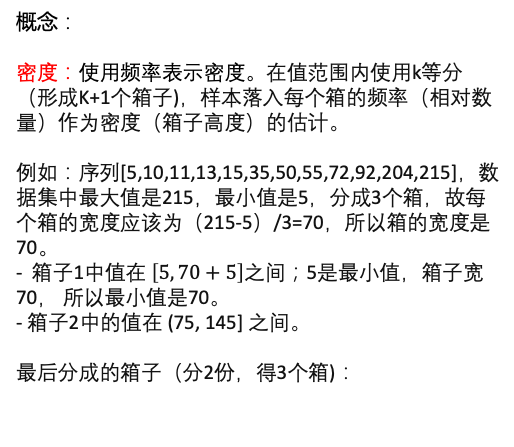 概念：
密度：使用频率表示密度。在值范围内使用k等分
（形成K+1个箱子)，样本落入每个箱的频率（相对数
量）作为密度（箱子高度）的估计。
例如：序列[5,10,11,13,15,35,50,55,72,92,204,215]，数
据集中最大值是215，最小值是5，分成3个箱，故每
个箱的宽度应该为（215-5）/3=70，所以箱的宽度是
70。
- 箱子1中值在 [5, 70 + 5]之间；5是最小值，箱子宽
70， 所以最小值是70。
- 箱子2中的值在 (75, 145] 之间。
最后分成的箱子（分2份，得3个箱)：